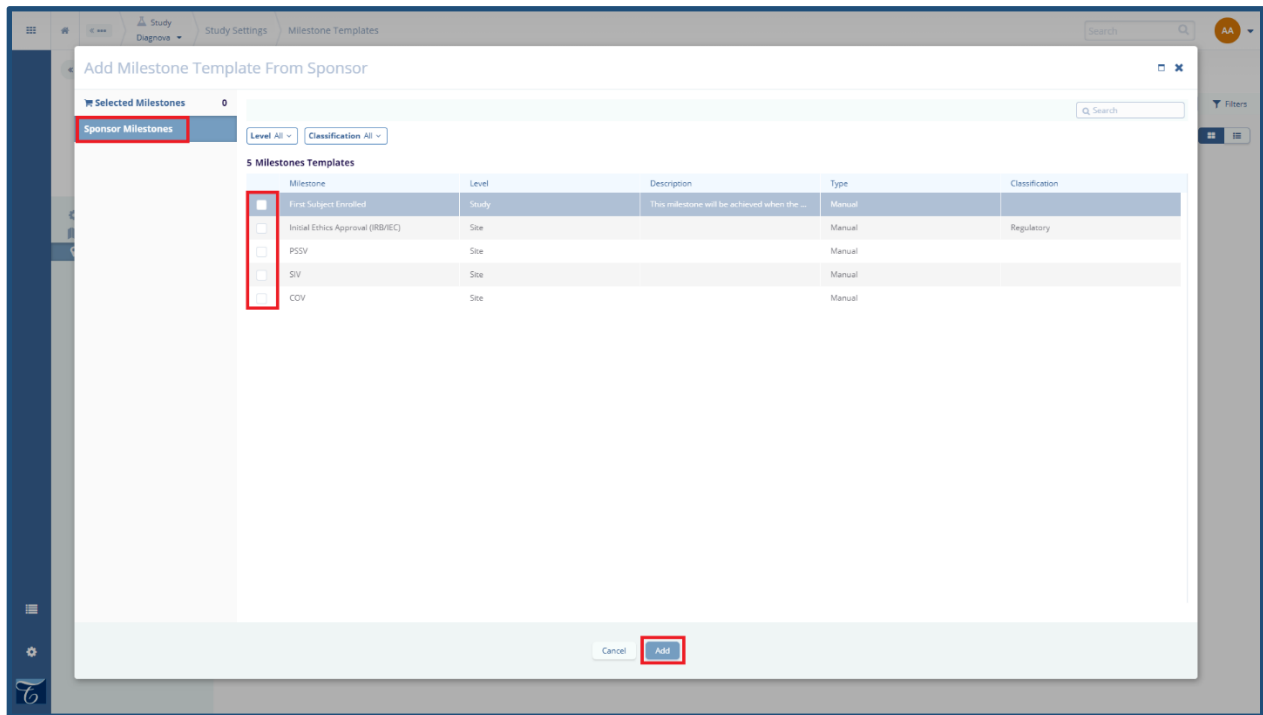 Study
Diagnova
Study Settings
Milestone Templates
Search
AA
Add Milestone Template From Sponsor
Selected Milestones 0
Search
Filters
Sponsor Milestones
Level All
Classification All
5 Milestones Templates
Milestone Level Description Type Classification
First Subject Enrolled Study This milestone will be achieved when the ... Manual
Initial Ethics Approval (IRB/IEC) Site Manual Regulatory
PSSV Site Manual
SIV Site Manual
COV Site Manual
Cancel
Add